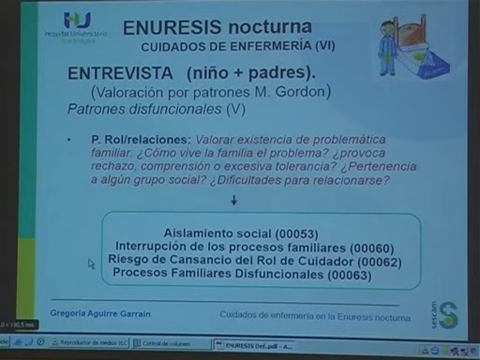 HU
Hospital Universitario
ENURESIS nocturna
CUIDADOS DE ENFERMERÍA (VI)
ENTREVISTA (niño + padres).
(Valoración por patrones M. Gordon)
Patrones disfuncionales (V)
• P. Rol/relaciones: Valorar existencia de problemática
familiar. ¿Cómo vive la familia el problema? ¿provoca
rechazo, comprensión o excesiva tolerancia? ¿Pertenencia
a algún grupo social? ¿Dificultades para relacionarse?
Aislamiento social (00053)
Interrupción de los procesos familiares (00060)
Riesgo de Cansancio del Rol de Cuidador (00062)
Procesos Familiares Disfuncionales (00063)
Gregoria Aguirre Garraín
Cuidados de enfermería en la Enuresis nocturna
sescam
Reproductor de medios VLC
Control de volumen
ENURESIS Def.pdf - A...